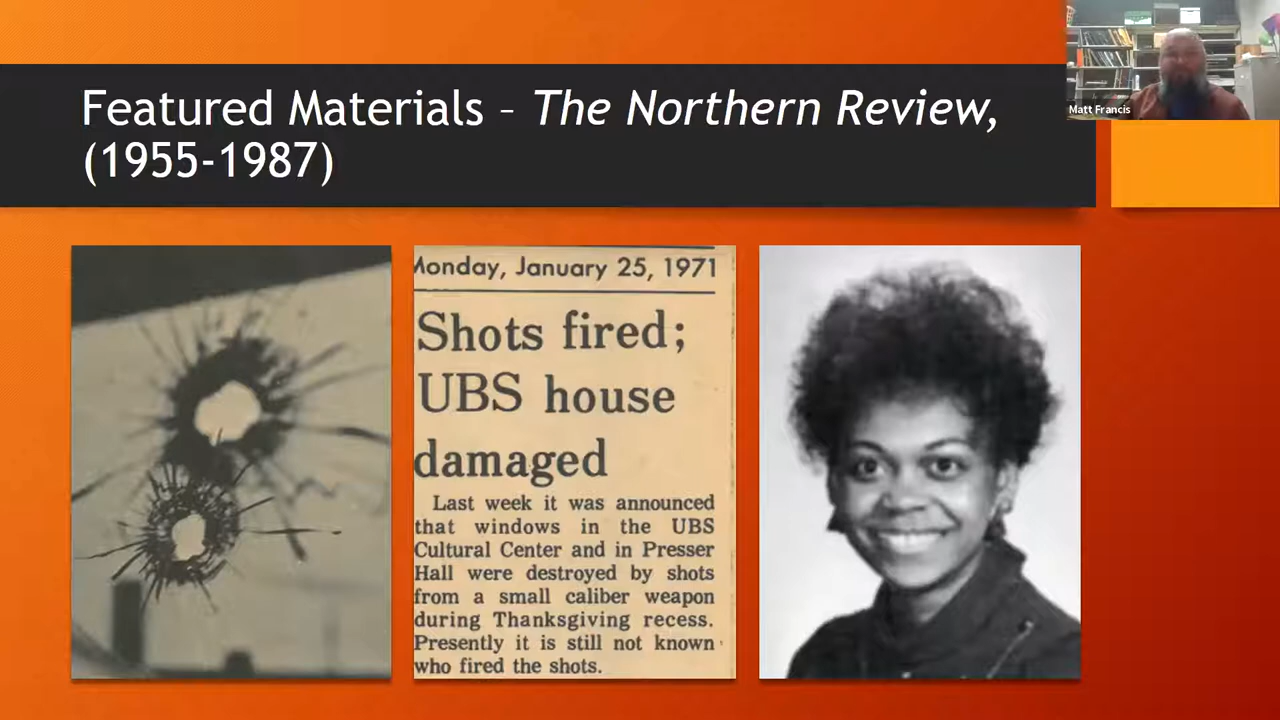 Featured Materials – The Northern Review,
(1955-1987)
Matt Francis
Monday, January 25, 1971
Shots fired;
UBS house
damaged
Last week it was announced
that windows in the UBS
Cultural Center and in Presser
Hall were destroyed by shots
from a small caliber weapon
during Thanksgiving recess.
Presently it is still not known
who fired the shots.